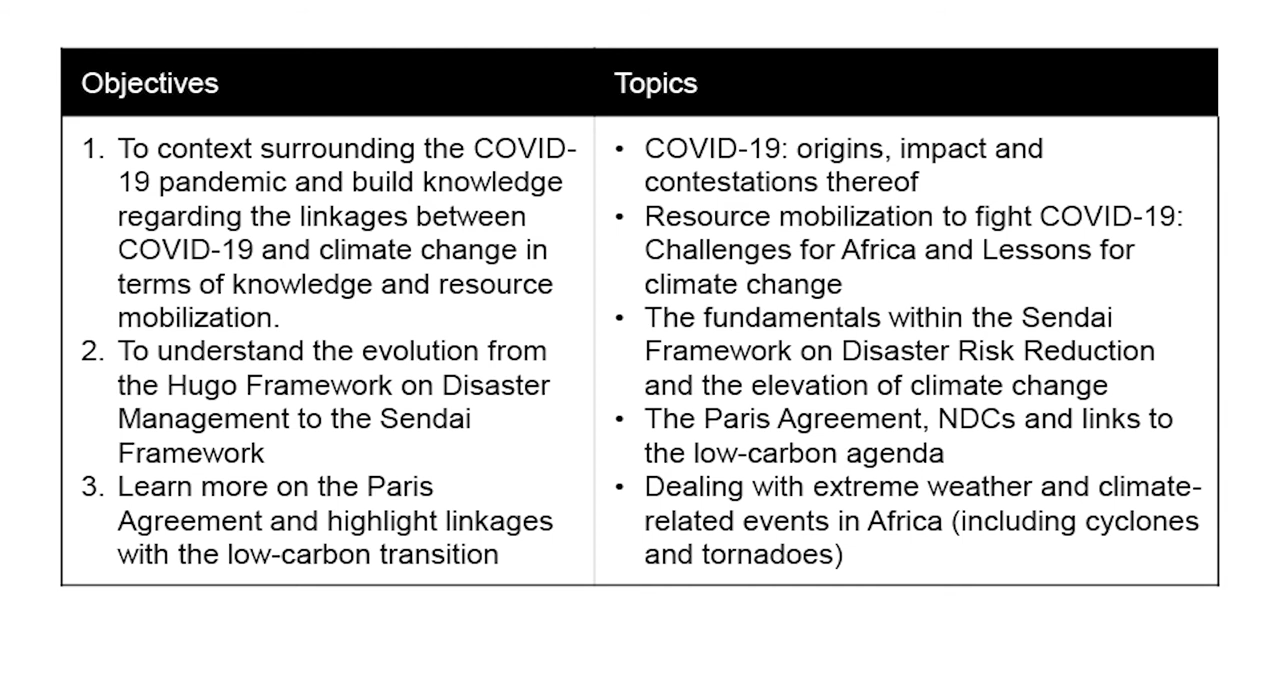 Objectives
1. To context surrounding the COVID-
19 pandemic and build knowledge
regarding the linkages between
COVID-19 and climate change in
terms of knowledge and resource
mobilization.
2. To understand the evolution from
the Hugo Framework on Disaster
Management to the Sendai
Framework
3. Learn more on the Paris
Agreement and highlight linkages
with the low-carbon transition
Topics
• COVID-19: origins, impact and
contestations thereof
• Resource mobilization to fight COVID-19:
Challenges for Africa and Lessons for
climate change
• The fundamentals within the Sendai
Framework on Disaster Risk Reduction
and the elevation of climate change
• The Paris Agreement, NDCs and links to
the low-carbon agenda
• Dealing with extreme weather and climate-
related events in Africa (including cyclones
and tornadoes)